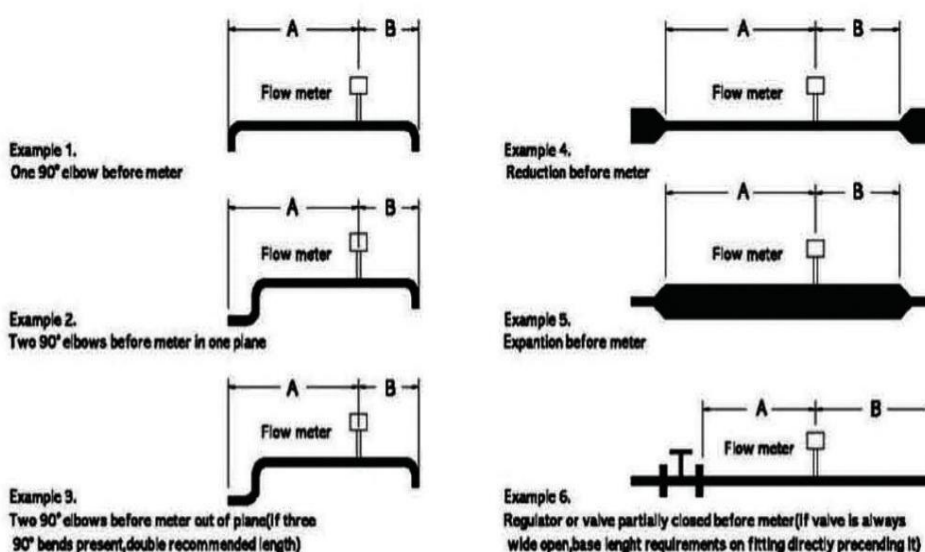 A B
Flow meter
Example 1.
One 90° elbow before meter
A B
Flow meter
Example 2.
Two 90° elbows before meter in one plane
A B
Flow meter
Example 3.
Two 90° elbows before meter out of plane(if three
90° bends present,double recommended length)
A B
Flow meter
Example 4.
Reduction before meter
A B
Flow meter
Example 5.
Expantion before meter
A B
Flow meter
Example 6.
Regulator or valve partially closed before meter(if valve is always
wide open,base lenght requirements on fitting directly precending it)